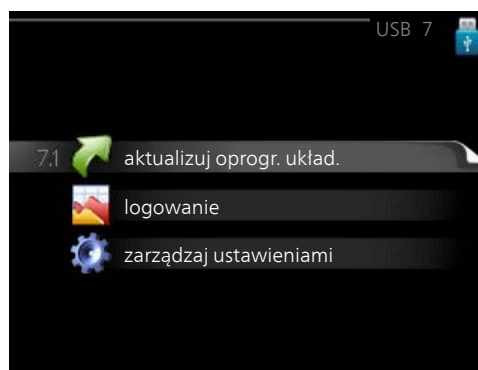 USB 7
7.1 aktualizuj oprogr. układ.
logowanie
zarządzaj ustawieniami